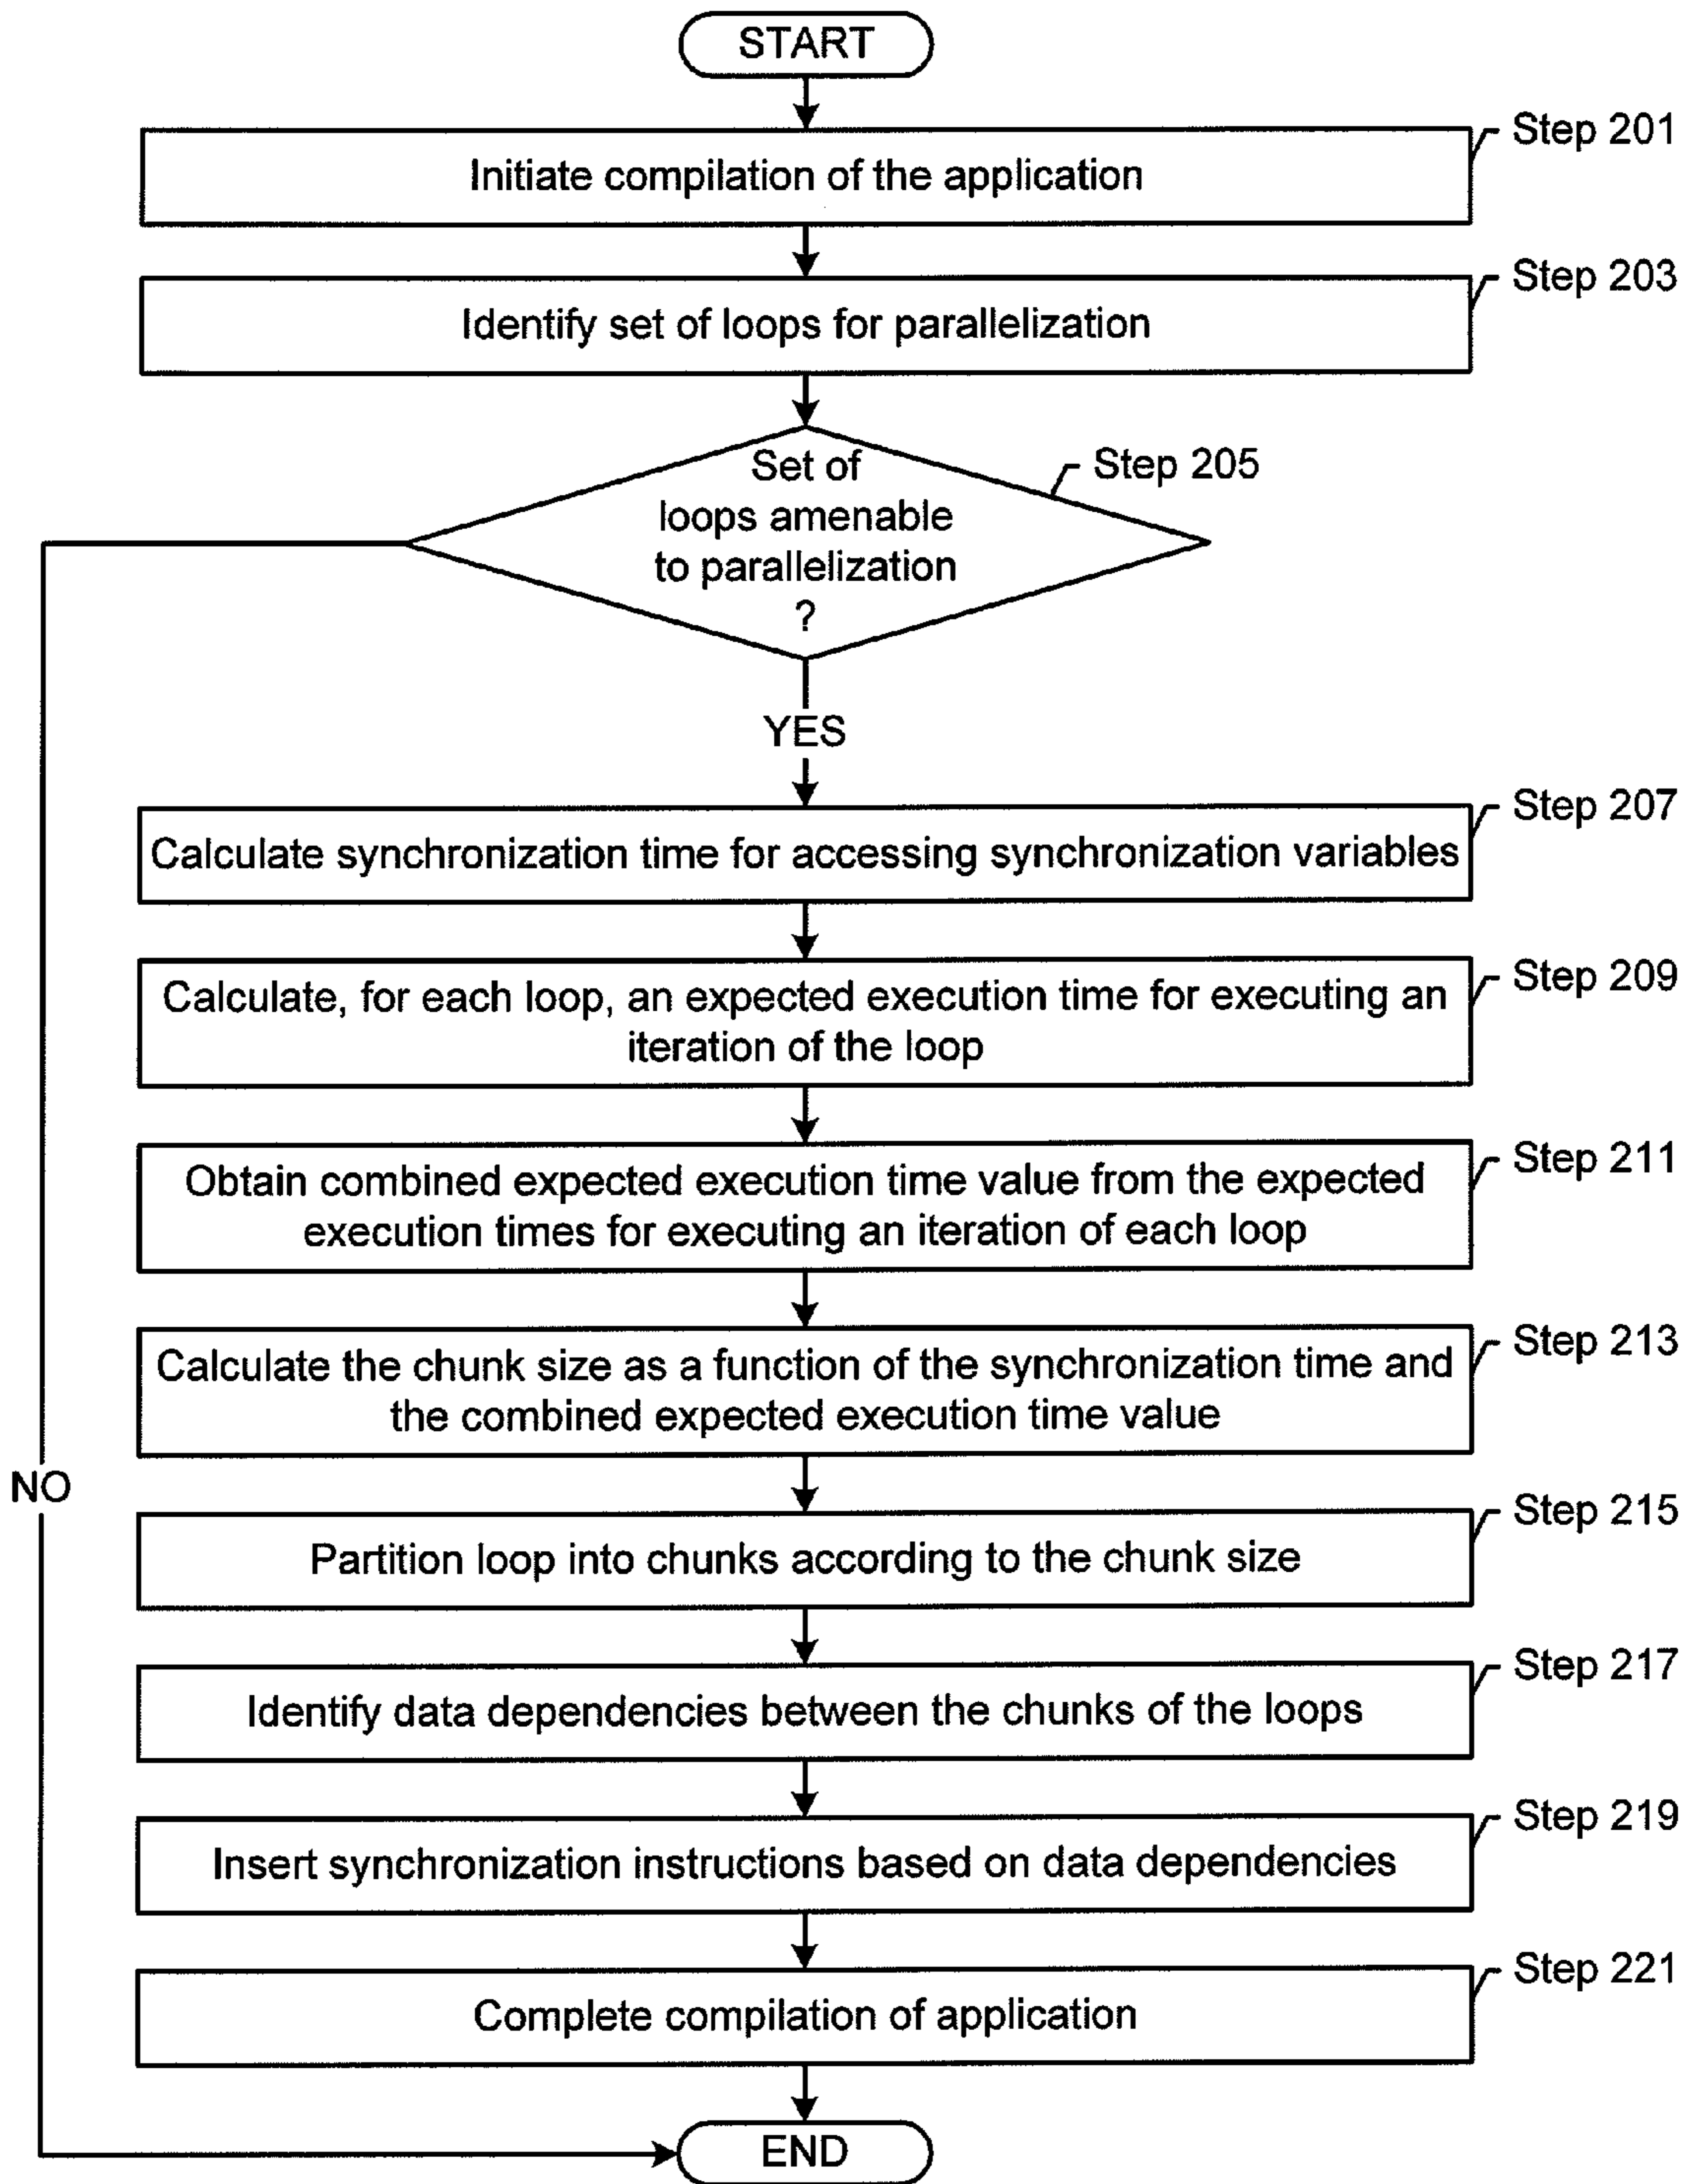 START
Step 201
Initiate compilation of the application
Step 203
Identify set of loops for parallelization
Step 205
Set of
loops amenable
to parallelization
?
YES
Step 207
Calculate synchronization time for accessing synchronization variables
Step 209
Calculate, for each loop, an expected execution time for executing an
iteration of the loop
Step 211
Obtain combined expected execution time value from the expected
execution times for executing an iteration of each loop
Step 213
Calculate the chunk size as a function of the synchronization time and
the combined expected execution time value
NO
Step 215
Partition loop into chunks according to the chunk size
Step 217
Identify data dependencies between the chunks of the loops
Step 219
Insert synchronization instructions based on data dependencies
Step 221
Complete compilation of application
END